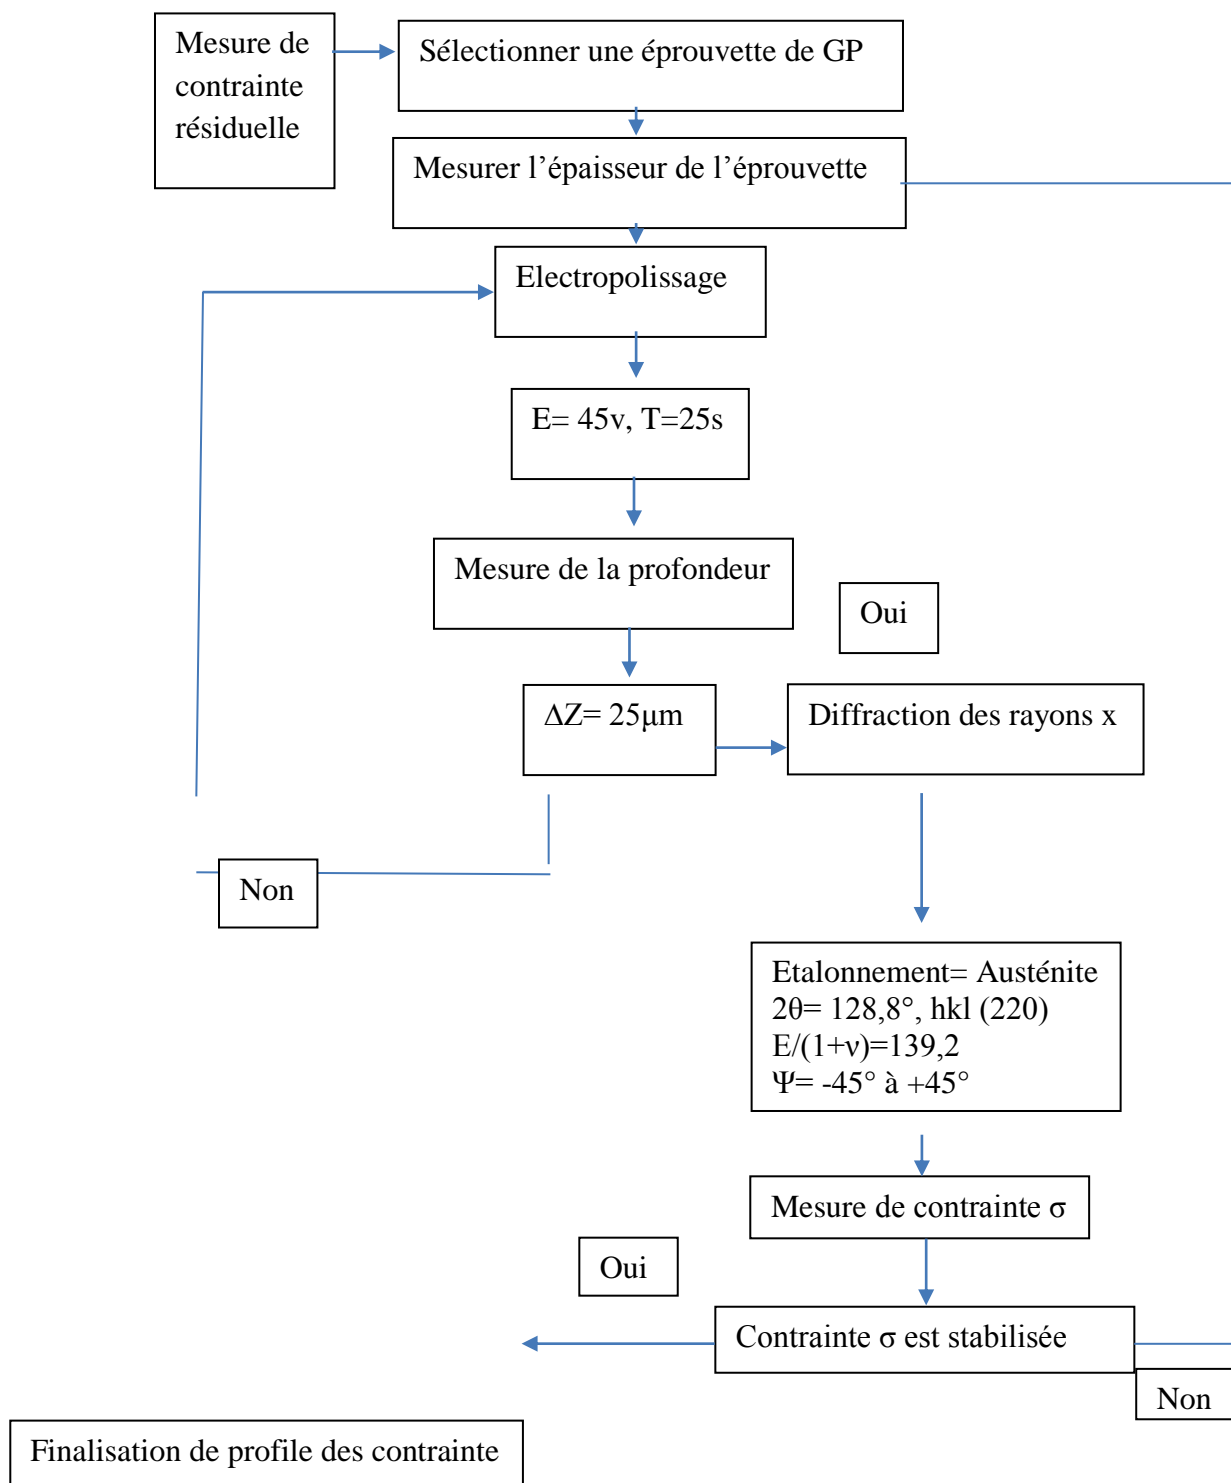 Mesure de
contrainte
résiduelle
Sélectionner une éprouvette de GP
Mesurer l’épaisseur de l’éprouvette
Electropolissage
E= 45v, T=25s
Mesure de la profondeur
Oui
ΔZ= 25μm
Diffraction des rayons x
Non
Etalonnement= Austénite
2θ= 128,8°, hkl (220)
E/(1+ν)=139,2
Ψ= -45° à +45°
Mesure de contrainte σ
Oui
Contrainte σ est stabilisée
Non
Finalisation de profile des contrainte